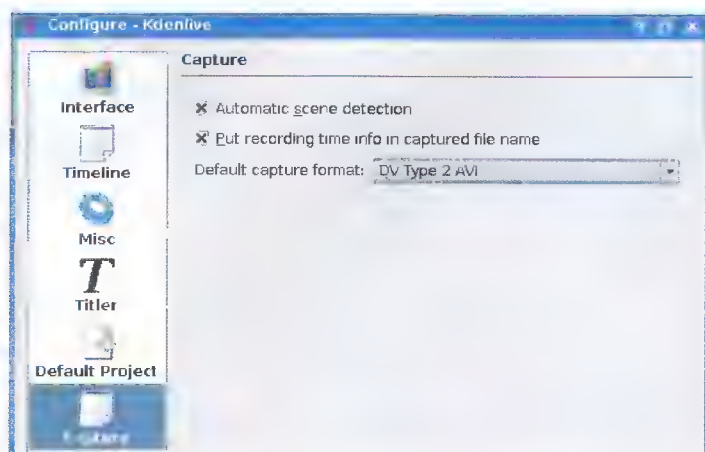 Configure - Kdenlive
Capture
Interface
Automatic scene detection
Put recording time info in captured file name
Timeline
Default capture format: DV Type 2 AVI
Misc
Titler
Default Project
Capture